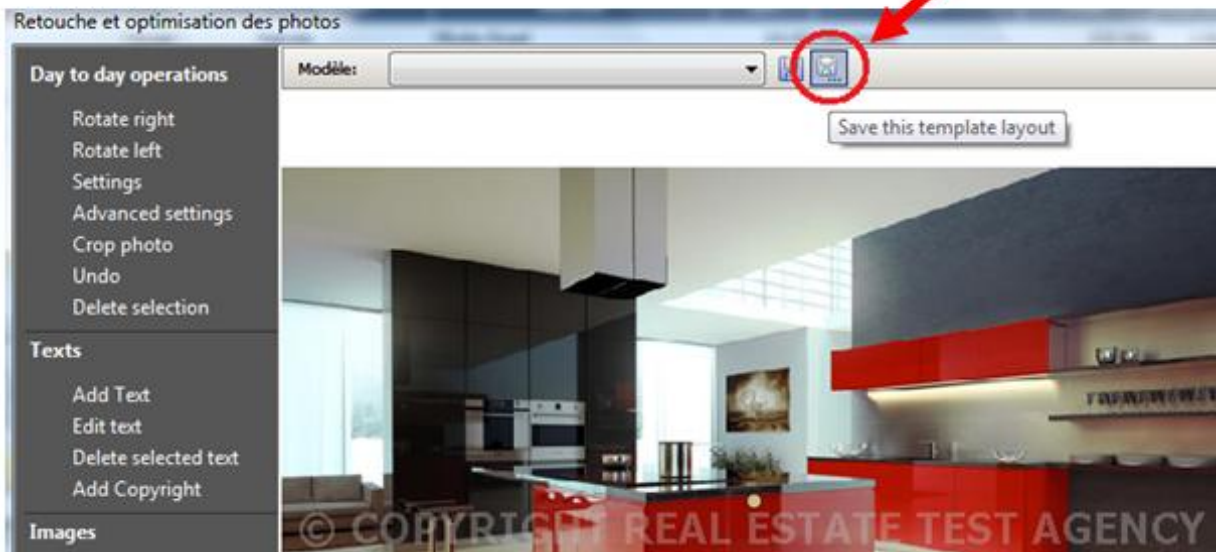 Retouche et optimisation des photos
Day to day operations
Modèle:
Save this template layout
Rotate right
Rotate left
Settings
Advanced settings
Crop photo
Undo
Delete selection
Texts
Add Text
Edit text
Delete selected text
Add Copyright
Images
© COPYRIGHT REAL ESTATE TEST AGENCY